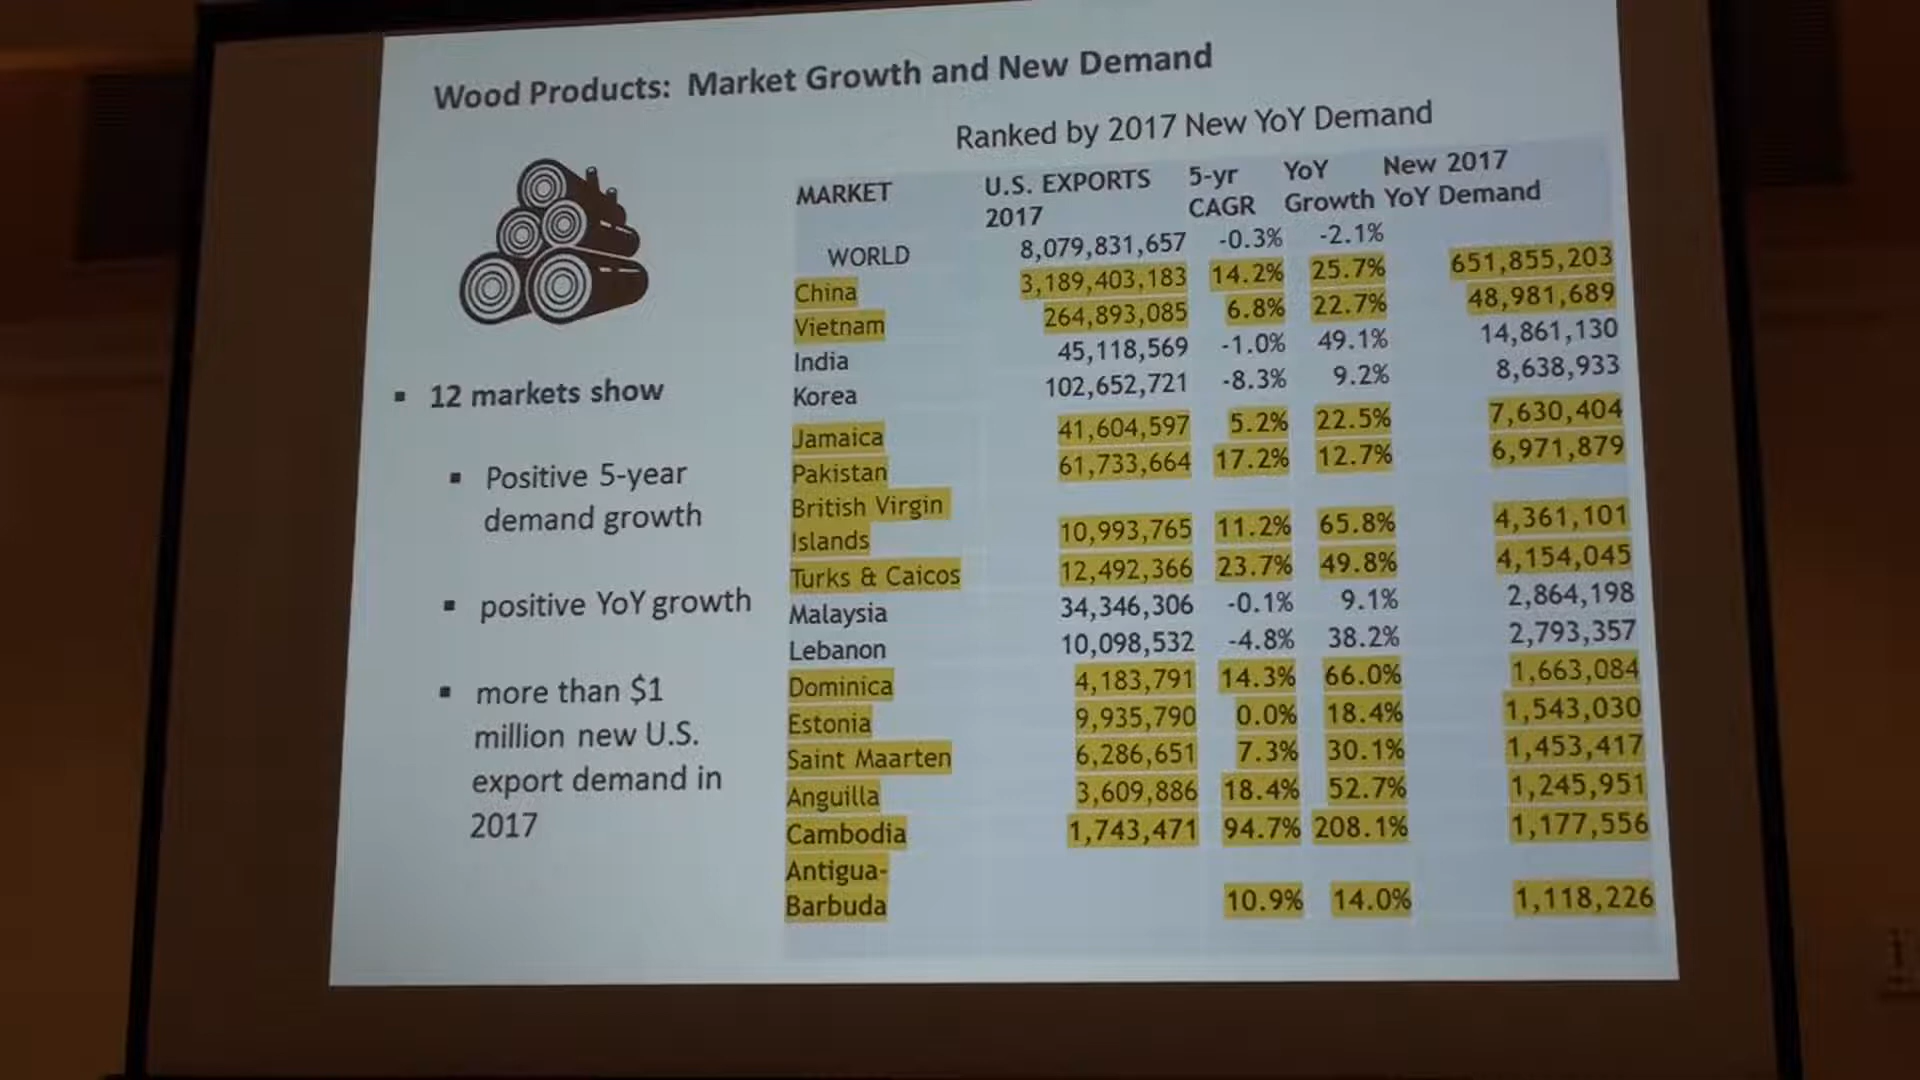 Wood Products: Market Growth and New Demand
Ranked by 2017 New YoY Demand
▪ 12 markets show
▪ Positive 5-year
demand growth
▪ positive YoY growth
▪ more than $1
million new U.S.
export demand in
2017
MARKET U.S. EXPORTS 5-yr YoY New 2017
2017 CAGR Growth YoY Demand
WORLD 8,079,831,657 -0.3% -2.1%
China 3,189,403,183 14.2% 25.7% 651,855,203
Vietnam 264,893,085 6.8% 22.7% 48,981,689
India 45,118,569 -1.0% 49.1% 14,861,130
Korea 102,652,721 -8.3% 9.2% 8,638,933
Jamaica 41,604,597 5.2% 22.5% 7,630,404
Pakistan 61,733,664 17.2% 12.7% 6,971,879
British Virgin
Islands 10,993,765 11.2% 65.8% 4,361,101
Turks & Caicos 12,492,366 23.7% 49.8% 4,154,045
Malaysia 34,346,306 -0.1% 9.1% 2,864,198
Lebanon 10,098,532 -4.8% 38.2% 2,793,357
Dominica 4,183,791 14.3% 66.0% 1,663,084
Estonia 9,935,790 0.0% 18.4% 1,543,030
Saint Maarten 6,286,651 7.3% 30.1% 1,453,417
Anguilla 3,609,886 18.4% 52.7% 1,245,951
Cambodia 1,743,471 94.7% 208.1% 1,177,556
Antigua-
Barbuda 10.9% 14.0% 1,118,226